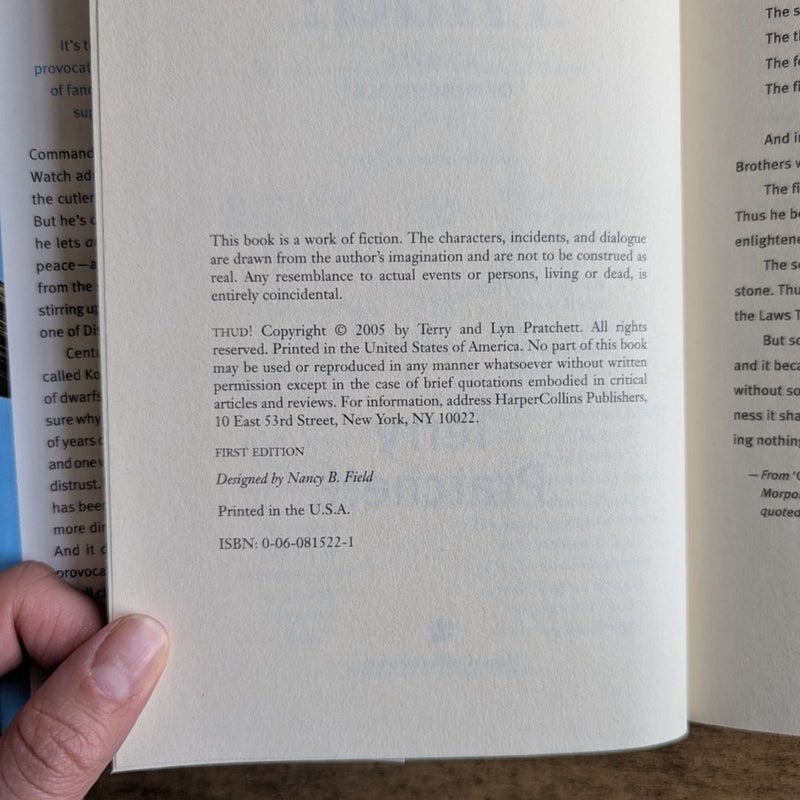 It's
provocat
of fanc
sup
Command
Watch ad
the cutler
But he's
he lets
peace—a
from the
stirring up
one of Di
Cent
called Ko
of dwarfs
sure why
of years
and one
distrust.
has bee
more di
And it
provoca
This book is a work of fiction. The characters, incidents, and dialogue
are drawn from the author's imagination and are not to be construed as
real. Any resemblance to actual events or persons, living or dead, is
entirely coincidental.
THUD! Copyright © 2005 by Terry and Lyn Pratchett. All rights
reserved. Printed in the United States of America. No part of this book
may be used or reproduced in any manner whatsoever without written
permission except in the case of brief quotations embodied in critical
articles and reviews. For information, address HarperCollins Publishers,
10 East 53rd Street, New York, NY 10022.
FIRST EDITION
Designed by Nancy B. Field
Printed in the U.S.A.
ISBN: 0-06-081522-1
The s
The t
The f
The fi
And i
Brothers w
The fi
Thus he b
enlighten
The s
stone. Thu
the Laws T
But s
and it beca
without so
ness it sha
ing nothing
— From
Morpo
quoted